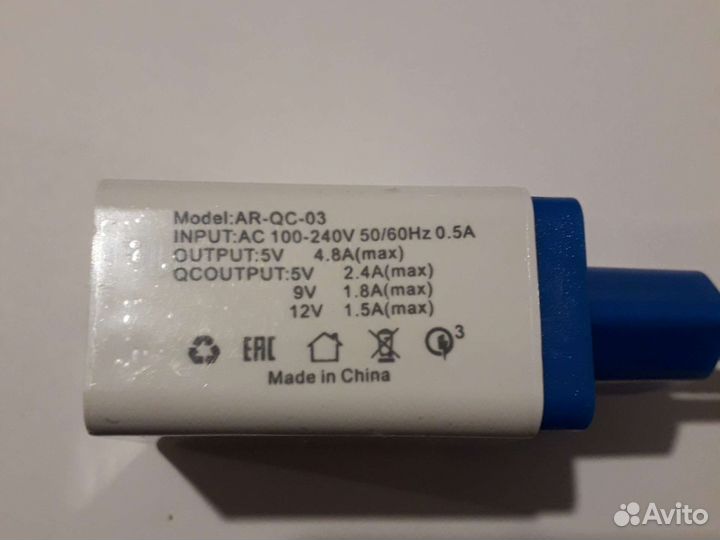 Model:AR-QC-03
INPUT:AC 100-240V 50/60Hz 0.5A
OUTPUT:5V 4.8A(max)
QCOUTPUT:5V 2.4A(max)
9V 1.8A(max)
12V 1.5A(max)
EAC 3
Made in China
Avito